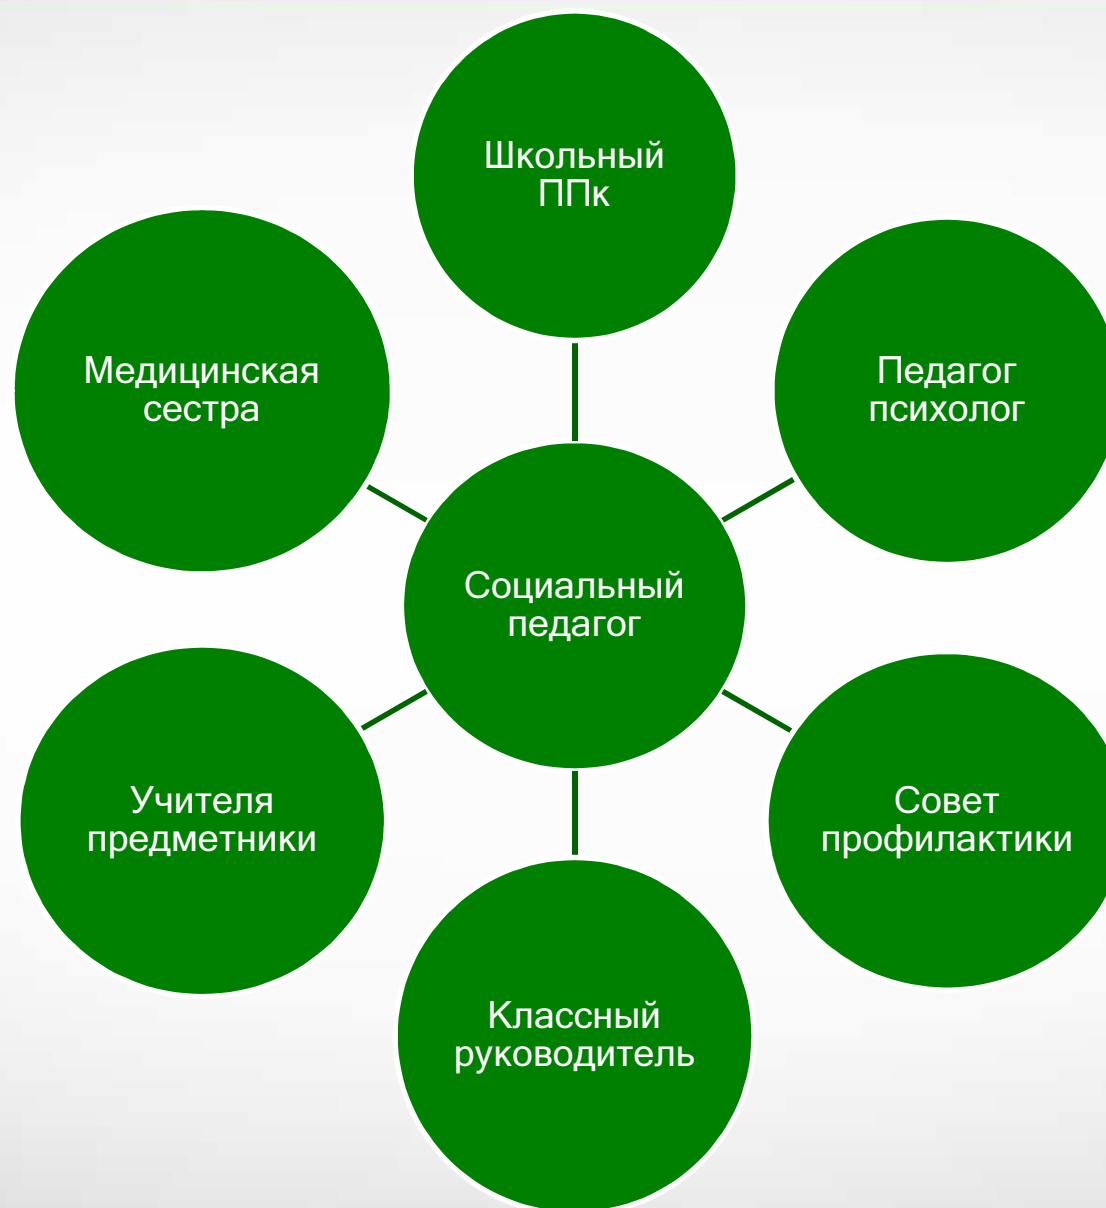 Школьный
ППк
Медицинская
сестра
Педагог
психолог
Социальный
педагог
Учителя
предметники
Совет
профилактики
Классный
руководитель